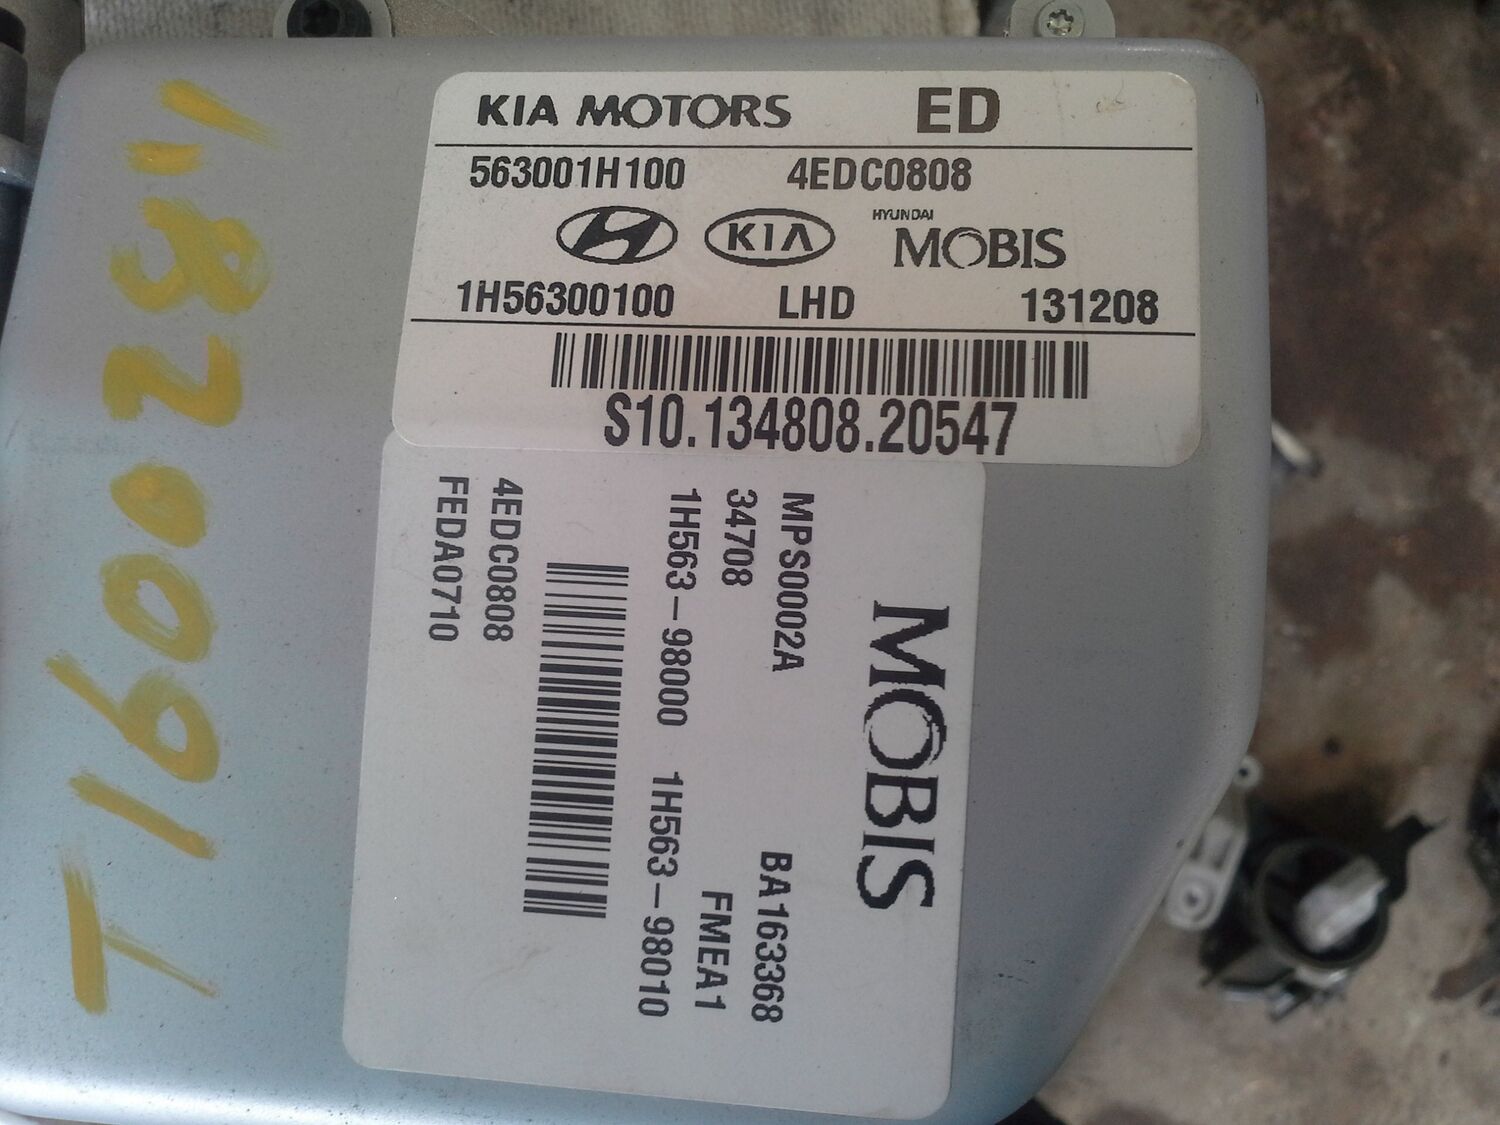 KIA MOTORS ED
563001H100 4EDC0808
KIA HYUNDAI MOBIS
1H56300100 LHD 131208
S10.134808.20547
MOBIS
MPS0002A BA163368
34708 FMEA1
1H563-98000 1H563-98010
4EDC0808
FEDA0710